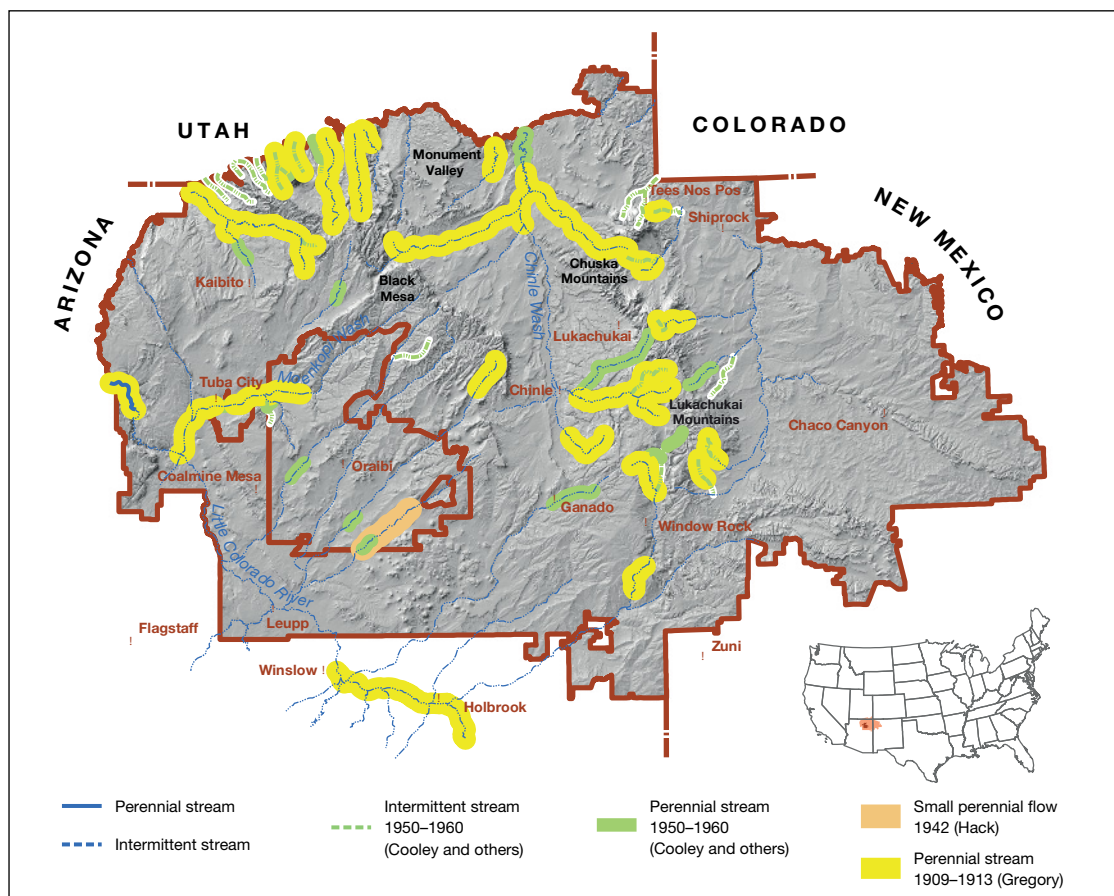 UTAH
COLORADO
NEW MEXICO
ARIZONA
Monument
Valley
Tees Nos Pos
Shiprock
!
Kaibito !
Black
Mesa
Chuska
Mountains
Chinle Wash
Moenkopi Wash
!
Lukachukai
Tuba City
!
Chinle
Lukachukai
Mountains
Chaco Canyon
!
Coalmine Mesa
!
!
Oraibi
!
Ganado
Window Rock
Little Colorado River
Flagstaff
!
!
Leupp
Zuni
!
Winslow !
!
Holbrook
Perennial stream
Intermittent stream
Intermittent stream
1950–1960
(Cooley and others)
Perennial stream
1950–1960
(Cooley and others)
Small perennial flow
1942 (Hack)
Perennial stream
1909–1913 (Gregory)